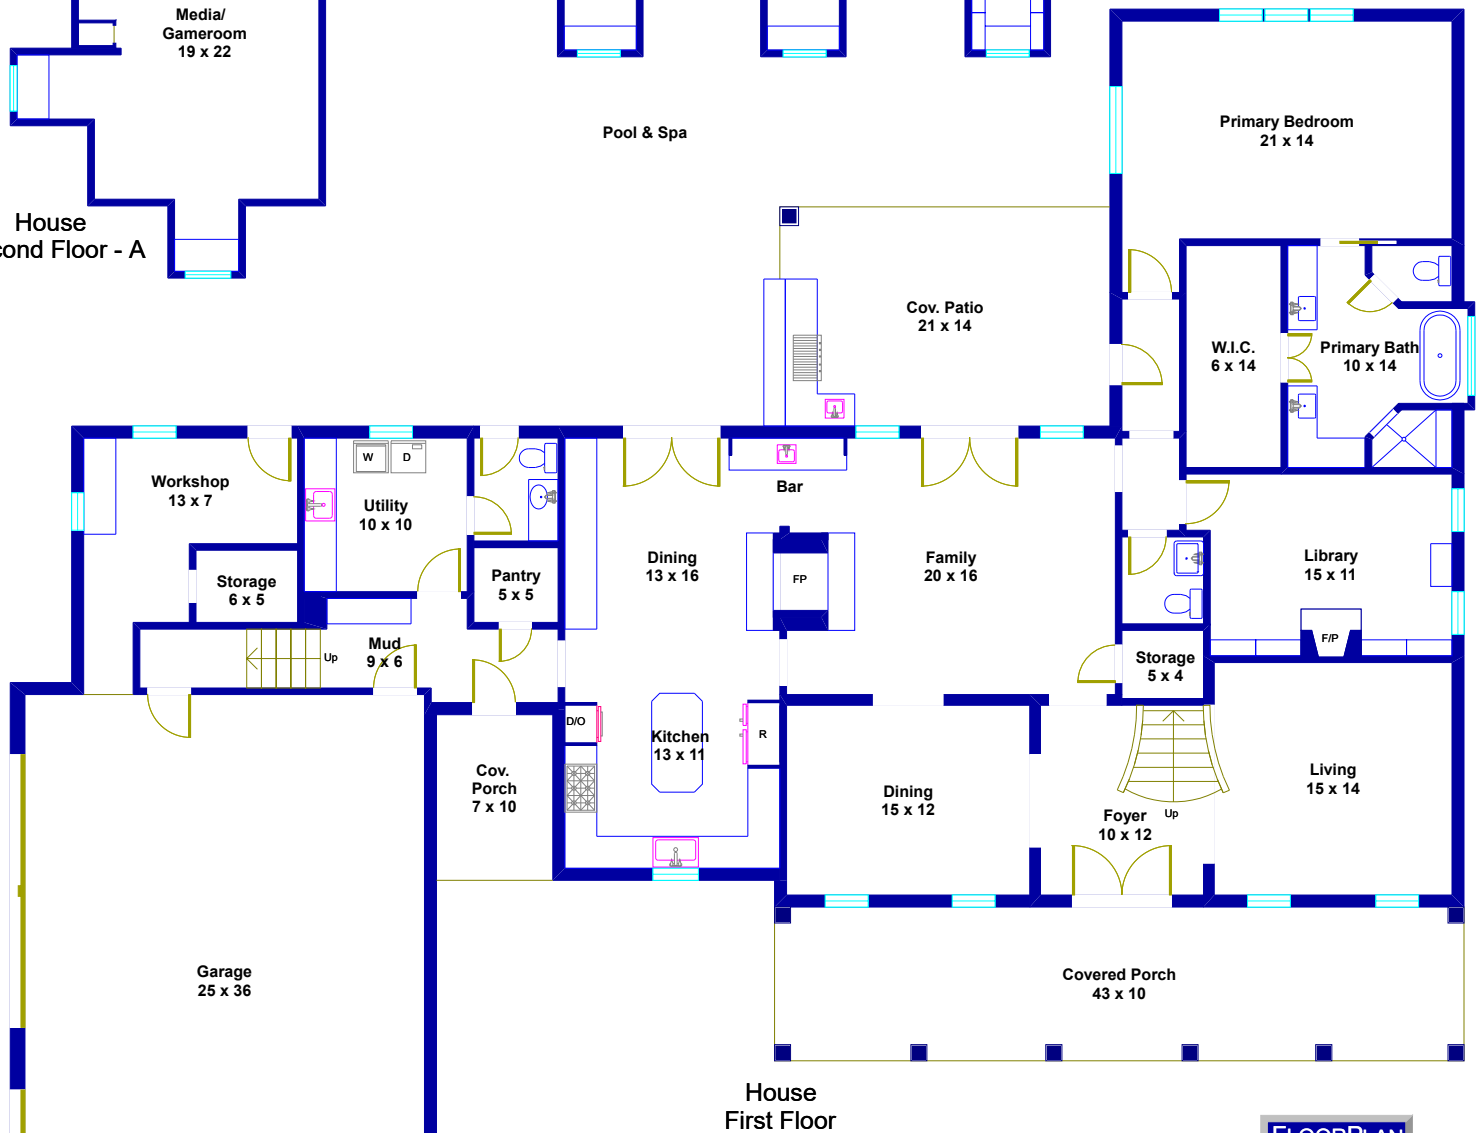 Media/
Gameroom
19 x 22
Pool & Spa
Primary Bedroom
21 x 14
House
cond Floor - A
Cov. Patio
21 x 14
W.I.C.
6 x 14
Primary Bath
10 x 14
Workshop
13 x 7
W
D
Utility
10 x 10
Bar
Storage
6 x 5
Pantry
5 x 5
Dining
13 x 16
FP
Family
20 x 16
Library
15 x 11
F/P
Mud
9 x 6
Up
Storage
5 x 4
D/O
Kitchen
13 x 11
R
Cov.
Porch
7 x 10
Dining
15 x 12
Foyer
10 x 12
Up
Living
15 x 14
Garage
25 x 36
Covered Porch
43 x 10
House
First Floor
FLOORPLAN